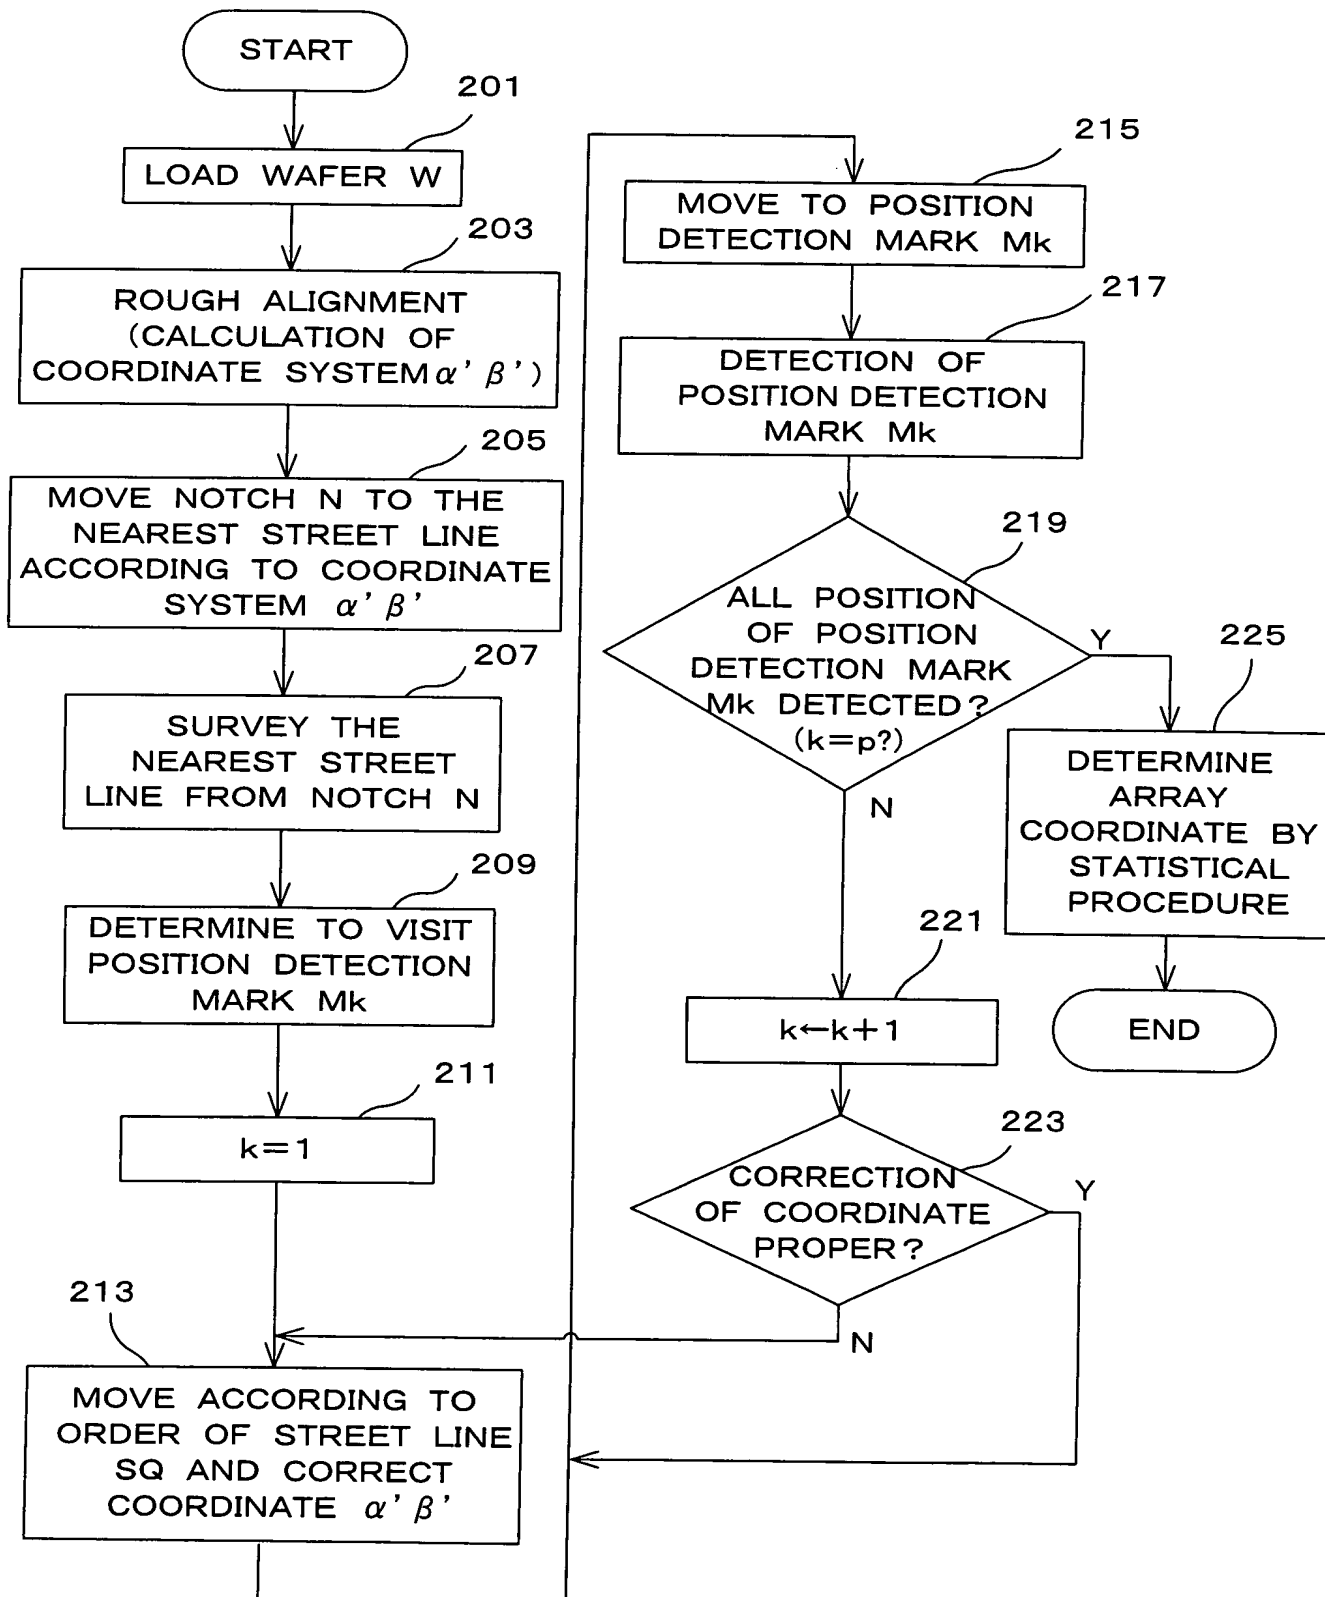 START
201
LOAD WAFER W
203
ROUGH ALIGNMENT
(CALCULATION OF
COORDINATE SYSTEM α' β')
205
MOVE NOTCH N TO THE
NEAREST STREET LINE
ACCORDING TO COORDINATE
SYSTEM α' β'
207
SURVEY THE
NEAREST STREET
LINE FROM NOTCH N
209
DETERMINE TO VISIT
POSITION DETECTION
MARK Mk
211
k=1
213
MOVE ACCORDING TO
ORDER OF STREET LINE
SQ AND CORRECT
COORDINATE α' β'
215
MOVE TO POSITION
DETECTION MARK Mk
217
DETECTION OF
POSITION DETECTION
MARK Mk
219
ALL POSITION
OF POSITION
DETECTION MARK
Mk DETECTED?
(k=p?)
Y
N
221
k←k+1
223
CORRECTION
OF COORDINATE
PROPER?
Y
N
225
DETERMINE
ARRAY
COORDINATE BY
STATISTICAL
PROCEDURE
END